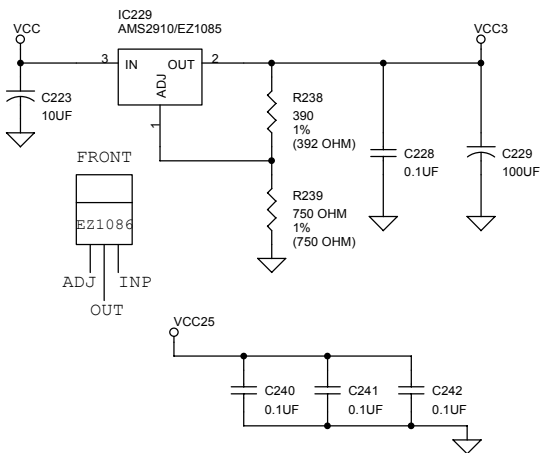 IC229
AMS2910/EZ1085
VCC
VCC3
3
IN
OUT
2
ADJ
1
C223
10UF
R238
390
1%
(392 OHM)
C228
0.1UF
C229
100UF
FRONT
EZ1086
ADJ
INP
OUT
R239
750 OHM
1%
(750 OHM)
VCC25
C240
0.1UF
C241
0.1UF
C242
0.1UF